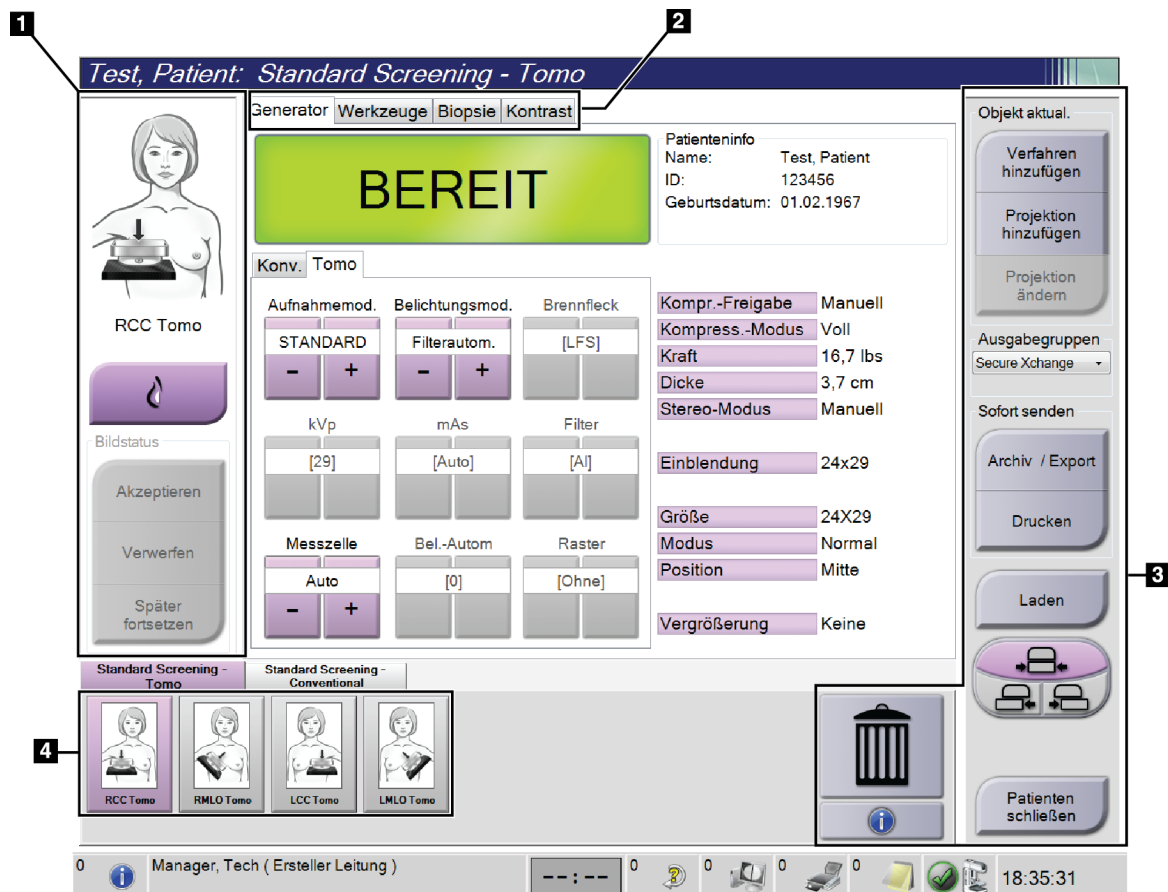 1
2
Test, Patient: Standard Screening - Tomo
Generator Werkzeuge Biopsie Kontrast
Objekt aktual.
BEREIT
Patienteninfo
Name: Test, Patient
ID: 123456
Geburtsdatum: 01.02.1967
Verfahren
hinzufügen
Projektion
hinzufügen
Projektion
ändern
RCC Tomo
Konv. Tomo
Aufnahmemod. Belichtungsmod. Brennfleck
STANDARD Filterautom. [LFS]
- + - +
kVp mAs Filter
[29] [Auto] [Al]
Messzelle Bel.-Autom Raster
Auto [0] [Ohne]
- +
Kompr.-Freigabe Manuell
Kompress.-Modus Voll
Kraft 16,7 lbs
Dicke 3,7 cm
Stereo-Modus Manuell
Einblendung 24x29
Größe 24X29
Modus Normal
Position Mitte
Vergrößerung Keine
Ausgabegruppen
Secure Xchange
Sofort senden
Archiv / Export
Drucken
Laden
3
Bildstatus
Akzeptieren
Verwerfen
Später
fortsetzen
Standard Screening -
Tomo
Standard Screening -
Conventional
4
RCC Tomo RMLO Tomo LCC Tomo LMLO Tomo
Patienten
schließen
0 Manager, Tech ( Ersteller Leitung ) --:-- 0 0 0 0 18:35:31